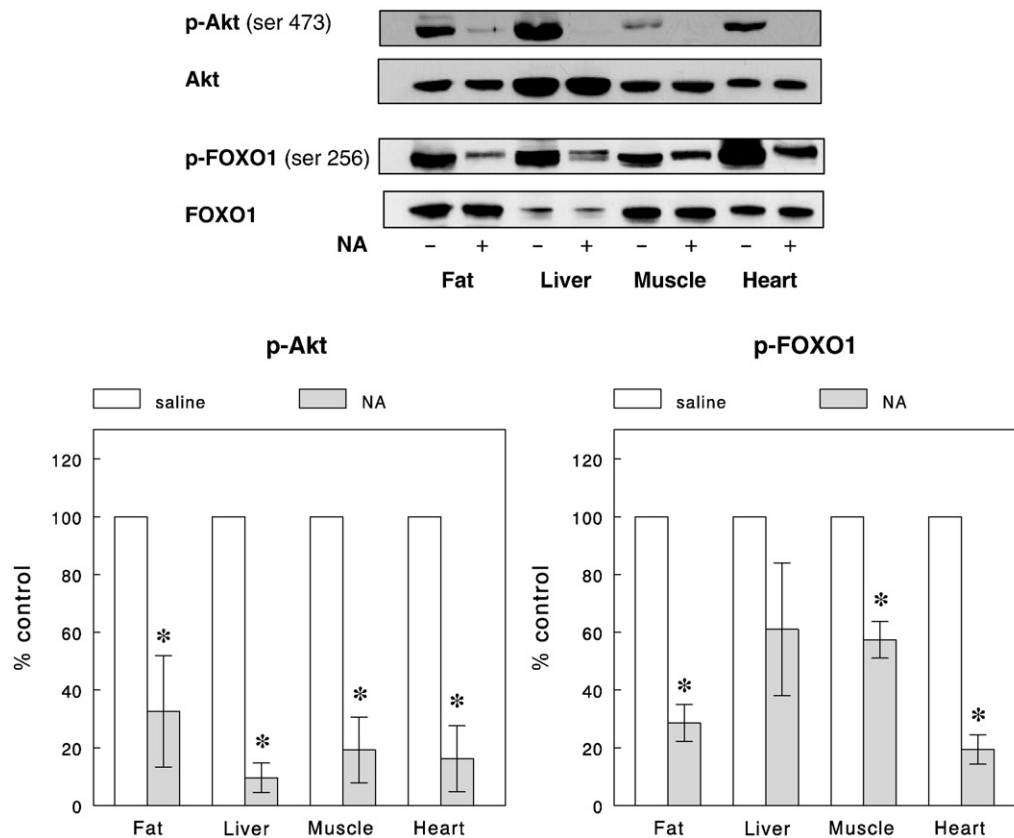 p-Akt (ser 473)
Akt
p-FOXO1 (ser 256)
FOXO1
NA − + − + − + − +
Fat Liver Muscle Heart
p-Akt
saline NA
% control
120
100
80
60
40
20
0
* * * *
Fat Liver Muscle Heart
p-FOXO1
saline NA
% control
120
100
80
60
40
20
0
* * *
Fat Liver Muscle Heart